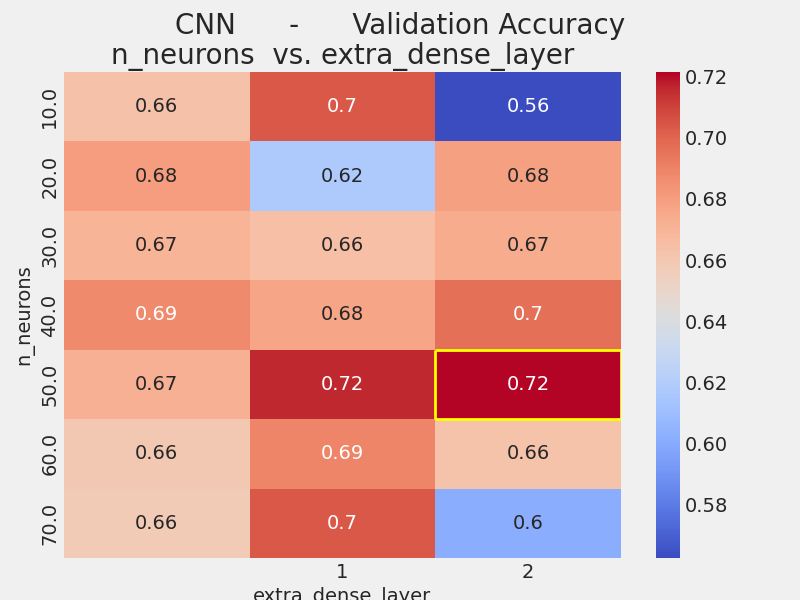 CNN - Validation Accuracy
n_neurons vs. extra_dense_layer
n_neurons
10.0 0.66 0.7 0.56
20.0 0.68 0.62 0.68
30.0 0.67 0.66 0.67
40.0 0.69 0.68 0.7
50.0 0.67 0.72 0.72
60.0 0.66 0.69 0.66
70.0 0.66 0.7 0.6
1 2
extra_dense_layer
0.72
0.70
0.68
0.66
0.64
0.62
0.60
0.58